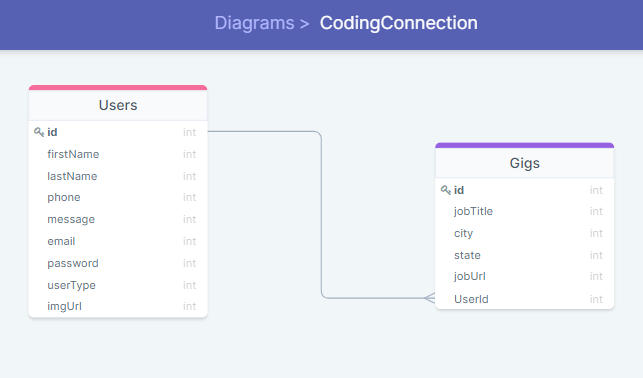 Diagrams > CodingConnection
Users
id int
firstName int
lastName int
phone int
message int
email int
password int
userType int
imgUrl int
Gigs
id int
jobTitle int
city int
state int
jobUrl int
UserId int